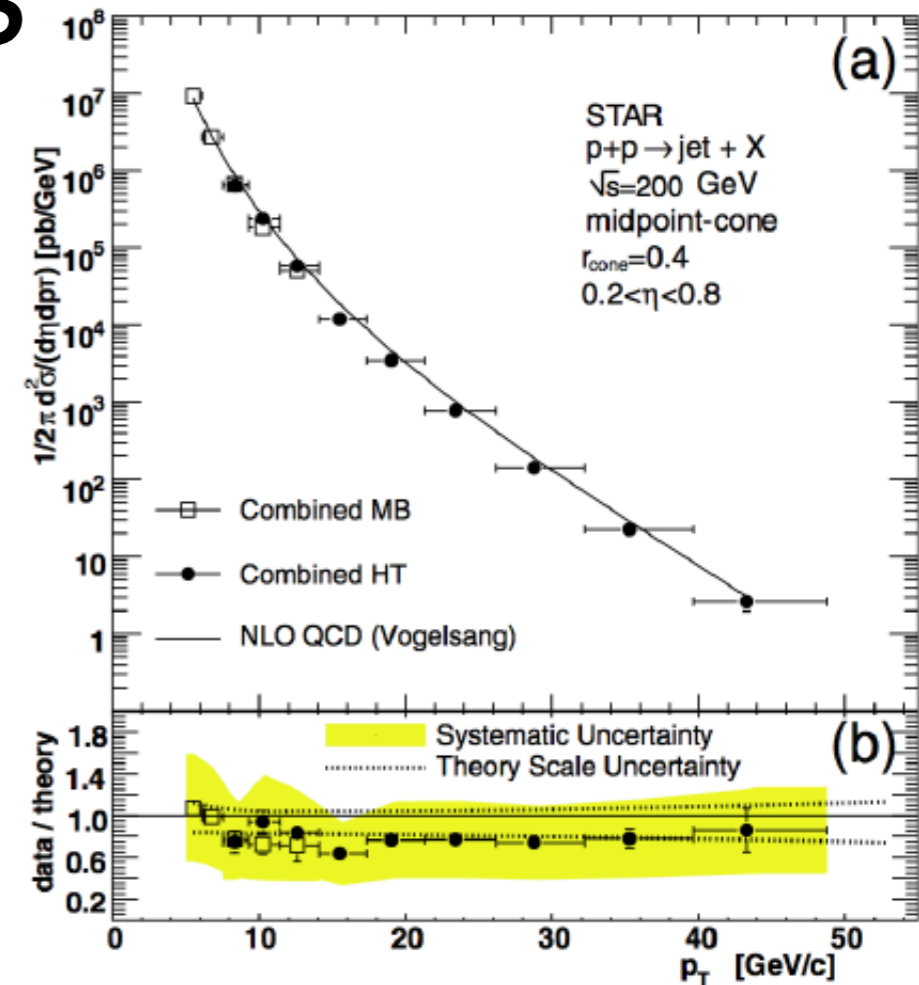 (a)
STAR
p+p →jet + X
√s=200 GeV
midpoint-cone
r_cone=0.4
0.2<η<0.8
1/2π d²σ/(dηdpT) [pb/GeV]
10⁸
10⁷
10⁶
10⁵
10⁴
10³
10²
10
1
Combined MB
Combined HT
NLO QCD (Vogelsang)
(b)
Systematic Uncertainty
Theory Scale Uncertainty
data / theory
1.8
1.4
1.0
0.6
0.2
0 10 20 30 40 50
p_T [GeV/c]